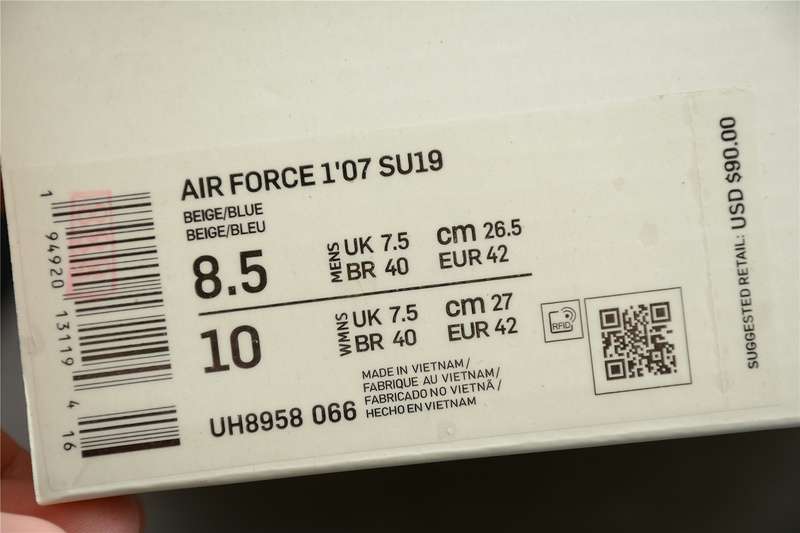 AIR FORCE 1'07 SU19
BEIGE/BLUE
BEIGE/BLEU
8.5
MENS
UK 7.5
BR 40
cm 26.5
EUR 42
10
WMNS
UK 7.5
BR 40
cm 27
EUR 42
MADE IN VIETNAM/
FABRIQUE AU VIETNAM/
FABRICADO NO VIETNÃ/
HECHO EN VIETNAM
UH8958 066
RFID
SUGGESTED RETAIL: USD $90.00
1 94920 13119 4 16